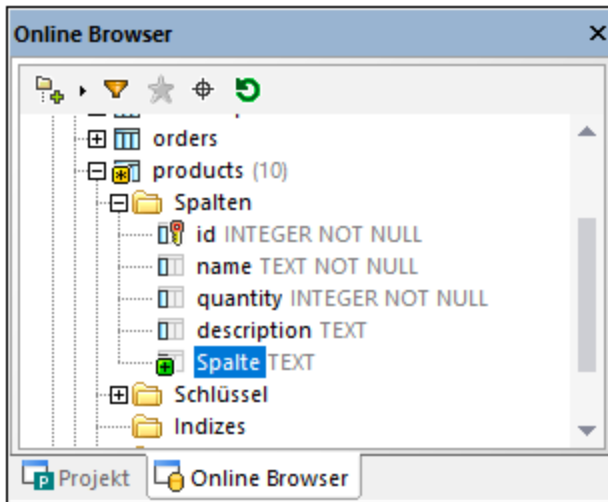 Online Browser
orders
products (10)
Spalten
id INTEGER NOT NULL
name TEXT NOT NULL
quantity INTEGER NOT NULL
description TEXT
Spalte TEXT
Schlüssel
Indizes
Projekt Online Browser